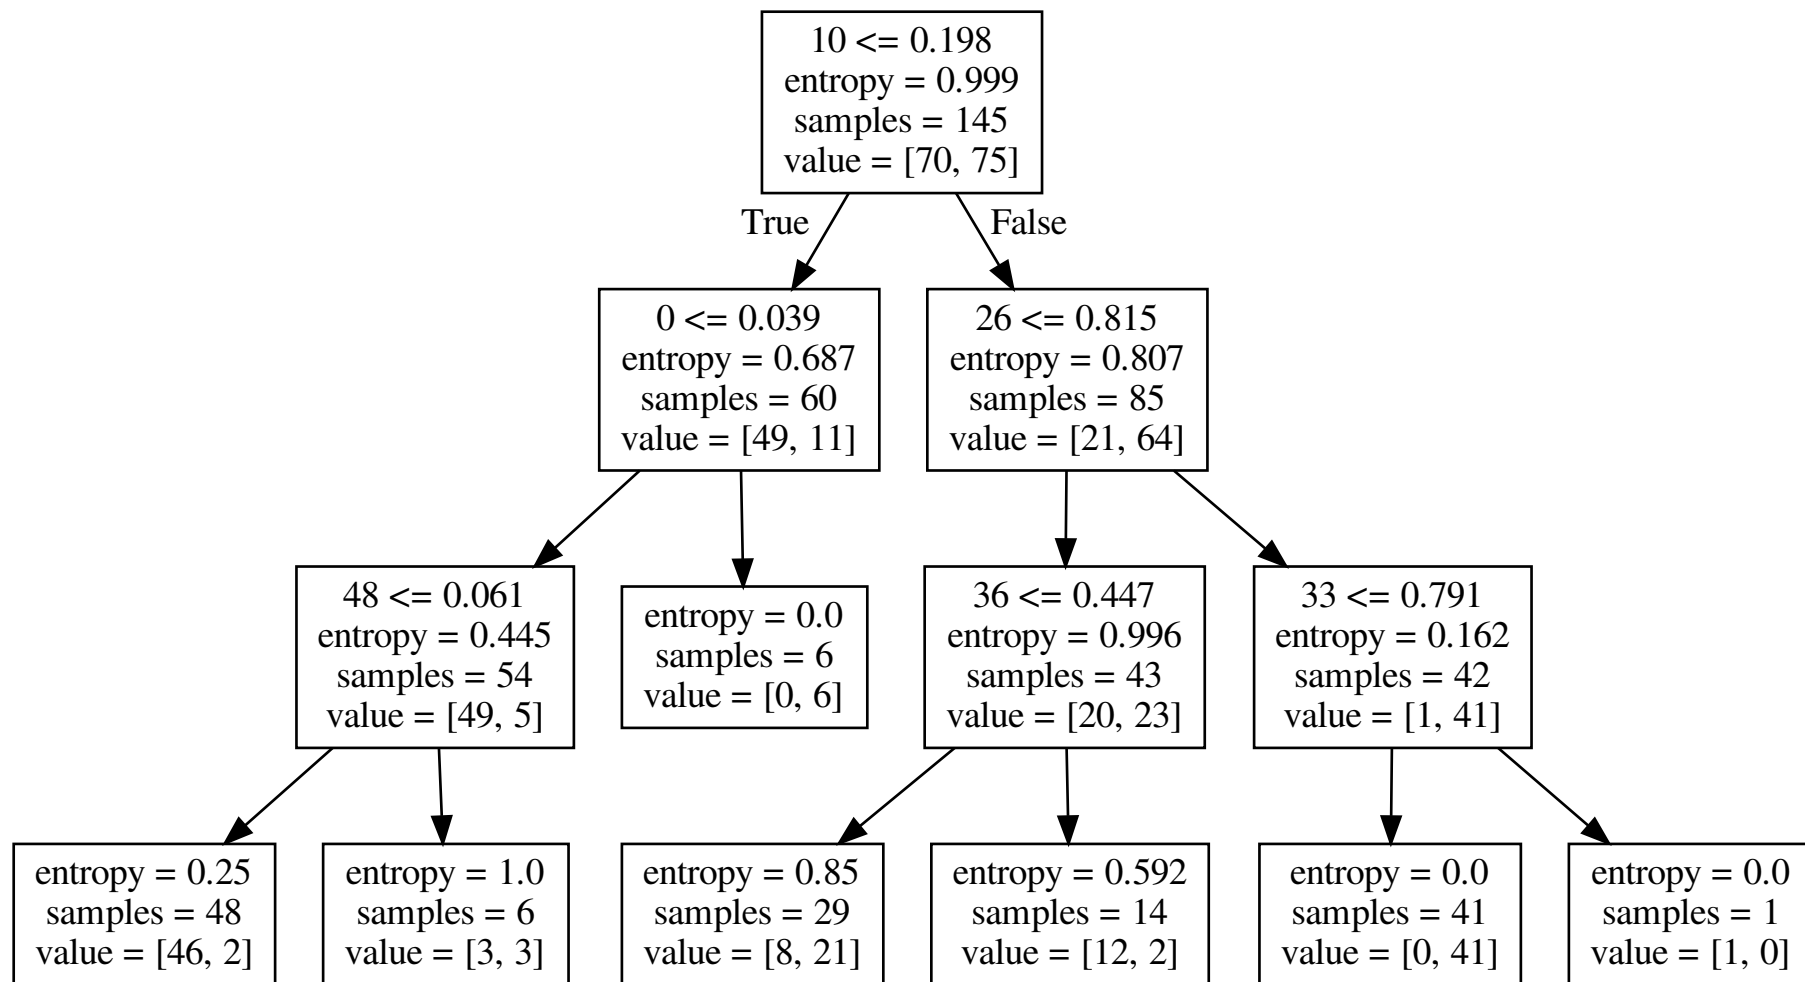 10 <= 0.198
entropy = 0.999
samples = 145
value = [70, 75]
True
False
0 <= 0.039
entropy = 0.687
samples = 60
value = [49, 11]
26 <= 0.815
entropy = 0.807
samples = 85
value = [21, 64]
48 <= 0.061
entropy = 0.445
samples = 54
value = [49, 5]
entropy = 0.0
samples = 6
value = [0, 6]
36 <= 0.447
entropy = 0.996
samples = 43
value = [20, 23]
33 <= 0.791
entropy = 0.162
samples = 42
value = [1, 41]
entropy = 0.25
samples = 48
value = [46, 2]
entropy = 1.0
samples = 6
value = [3, 3]
entropy = 0.85
samples = 29
value = [8, 21]
entropy = 0.592
samples = 14
value = [12, 2]
entropy = 0.0
samples = 41
value = [0, 41]
entropy = 0.0
samples = 1
value = [1, 0]